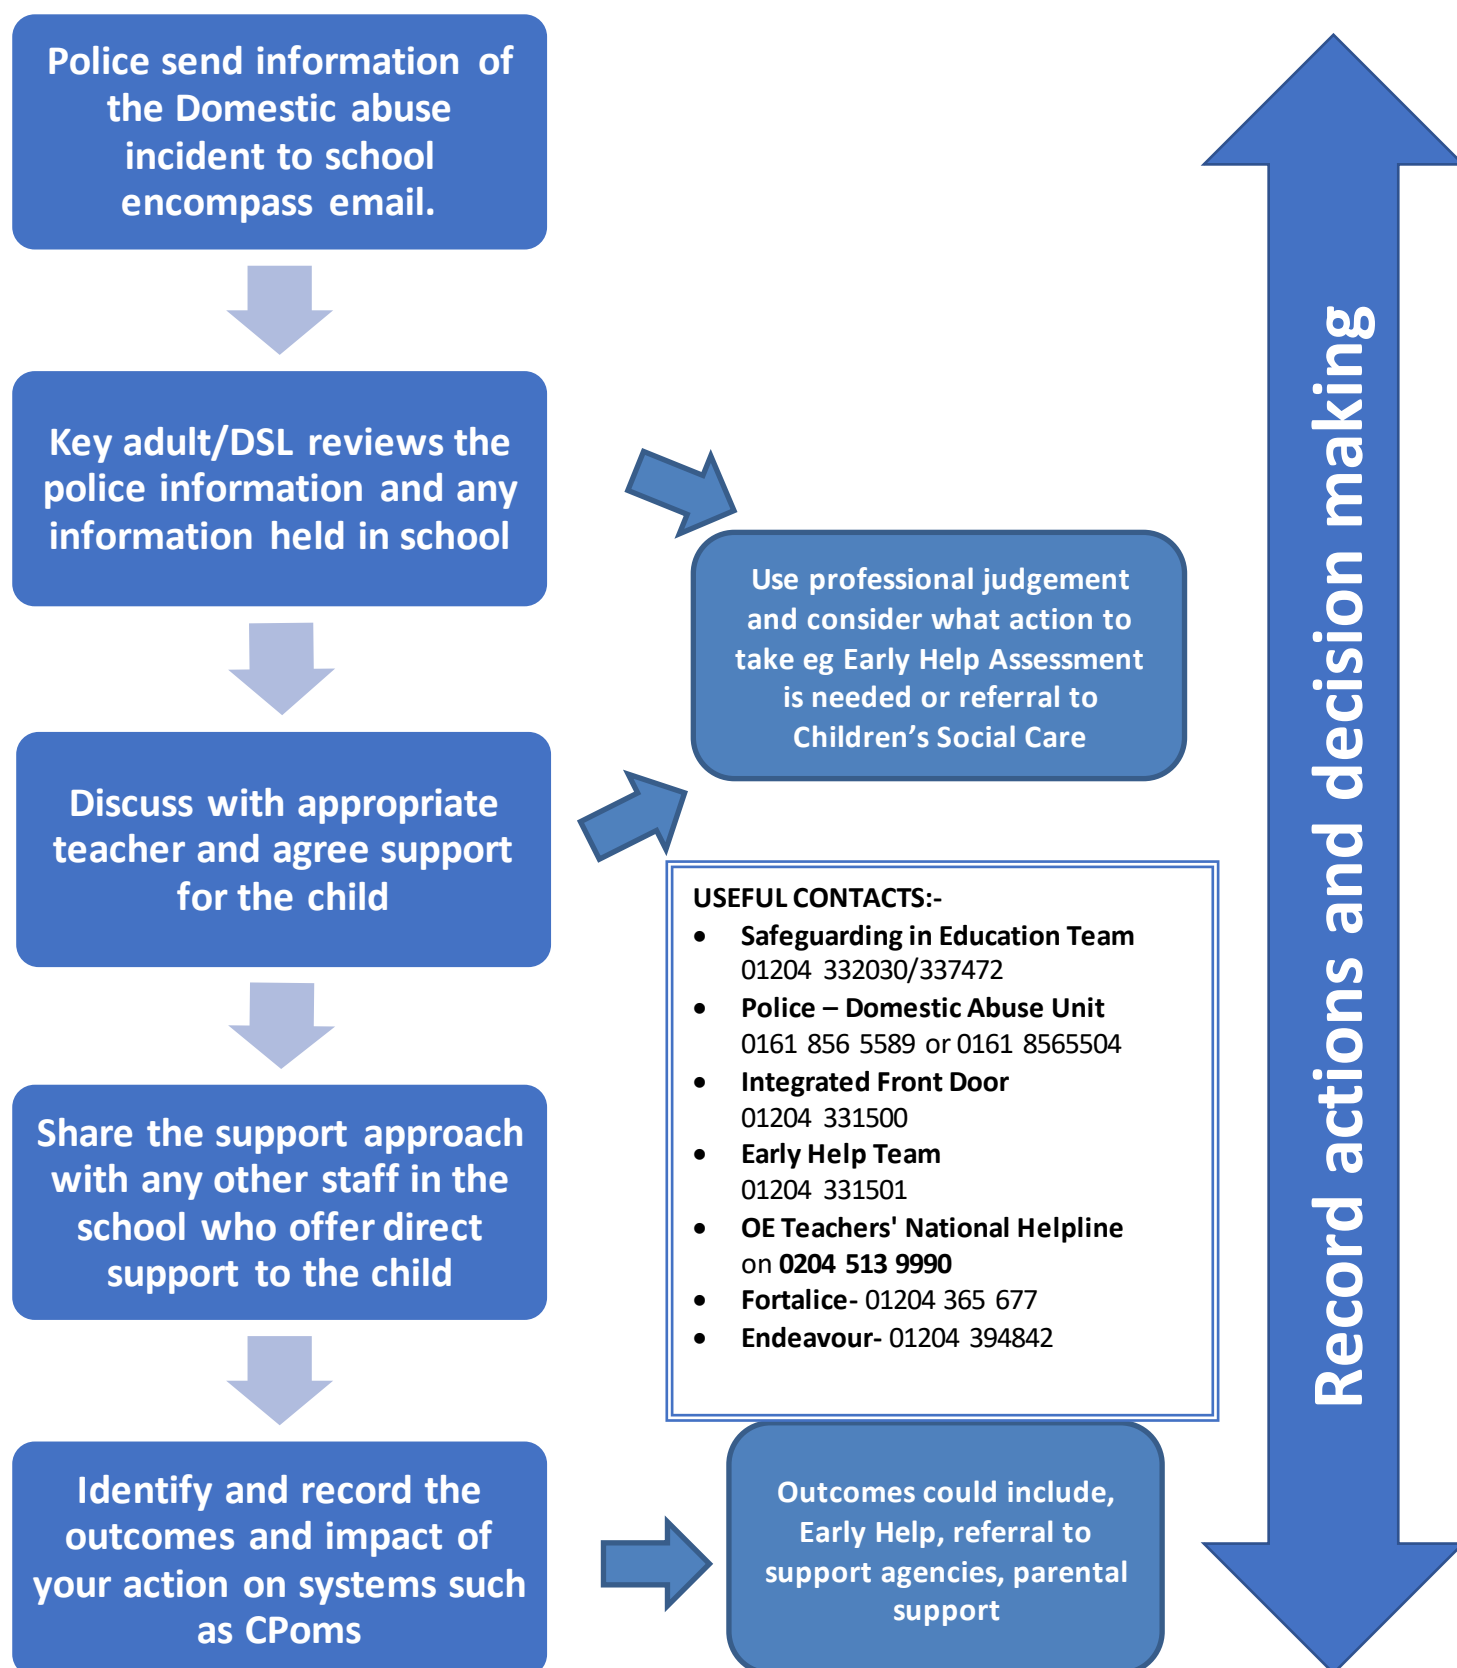 Police send information of
the Domestic abuse
incident to school
encompass email.
Key adult/DSL reviews the
police information and any
information held in school
Use professional judgement
and consider what action to
take eg Early Help Assessment
is needed or referral to
Children’s Social Care
Discuss with appropriate
teacher and agree support
for the child
USEFUL CONTACTS:-
• Safeguarding in Education Team
01204 332030/337472
• Police – Domestic Abuse Unit
0161 856 5589 or 0161 8565504
• Integrated Front Door
01204 331500
• Early Help Team
01204 331501
• OE Teachers' National Helpline
on 0204 513 9990
• Fortalice- 01204 365 677
• Endeavour- 01204 394842
Share the support approach
with any other staff in the
school who offer direct
support to the child
Identify and record the
outcomes and impact of
your action on systems such
as CPoms
Outcomes could include,
Early Help, referral to
support agencies, parental
support
Record actions and decision making